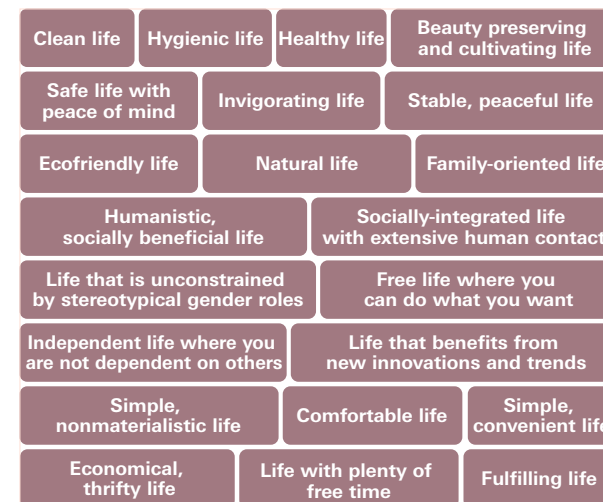 Clean life
Hygienic life
Healthy life
Beauty preserving
and cultivating life
Safe life with
peace of mind
Invigorating life
Stable, peaceful life
Ecofriendly life
Natural life
Family-oriented life
Humanistic,
socially beneficial life
Socially-integrated life
with extensive human contact
Life that is unconstrained
by stereotypical gender roles
Free life where you
can do what you want
Independent life where you
are not dependent on others
Life that benefits from
new innovations and trends
Simple,
nonmaterialistic life
Comfortable life
Simple,
convenient life
Economical,
thrifty life
Life with plenty of
free time
Fulfilling life